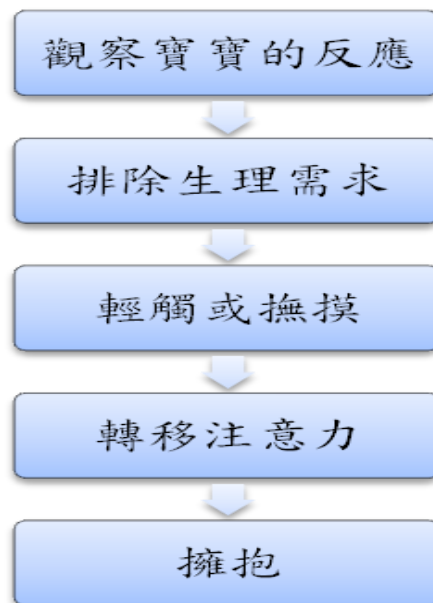 觀察寶寶的反應
排除生理需求
輕觸或撫摸
轉移注意力
擁抱